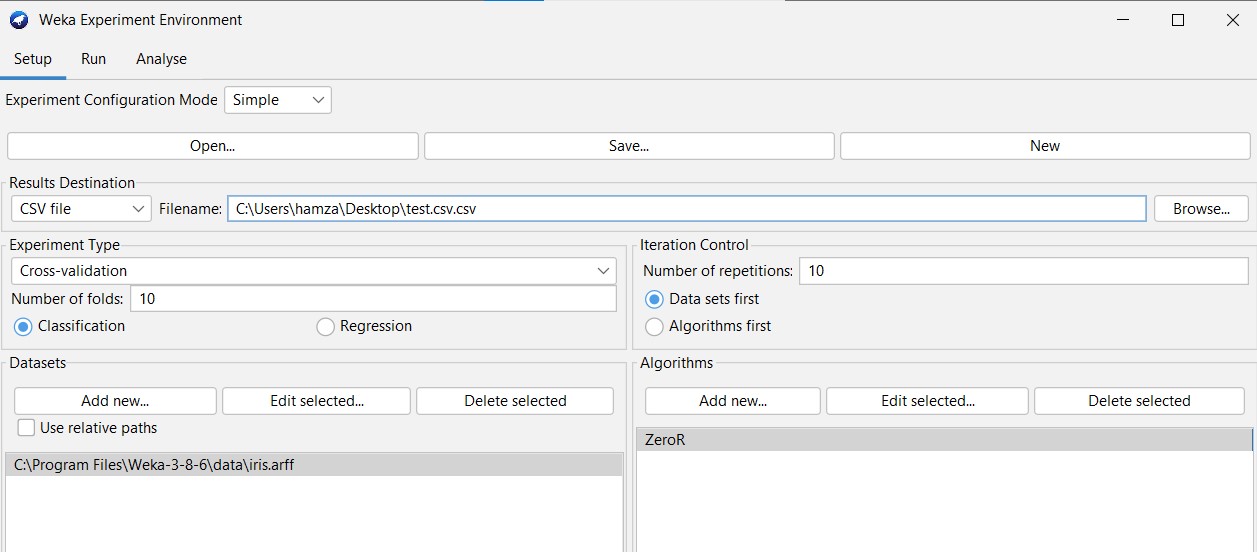 Weka Experiment Environment
Setup Run Analyse
Experiment Configuration Mode Simple
Open... Save... New
Results Destination
CSV file Filename: C:\Users\hamza\Desktop\test.csv.csv Browse...
Experiment Type
Cross-validation
Number of folds: 10
Classification Regression
Iteration Control
Number of repetitions: 10
Data sets first
Algorithms first
Datasets
Add new... Edit selected... Delete selected
Use relative paths
C:\Program Files\Weka-3-8-6\data\iris.arff
Algorithms
Add new... Edit selected... Delete selected
ZeroR